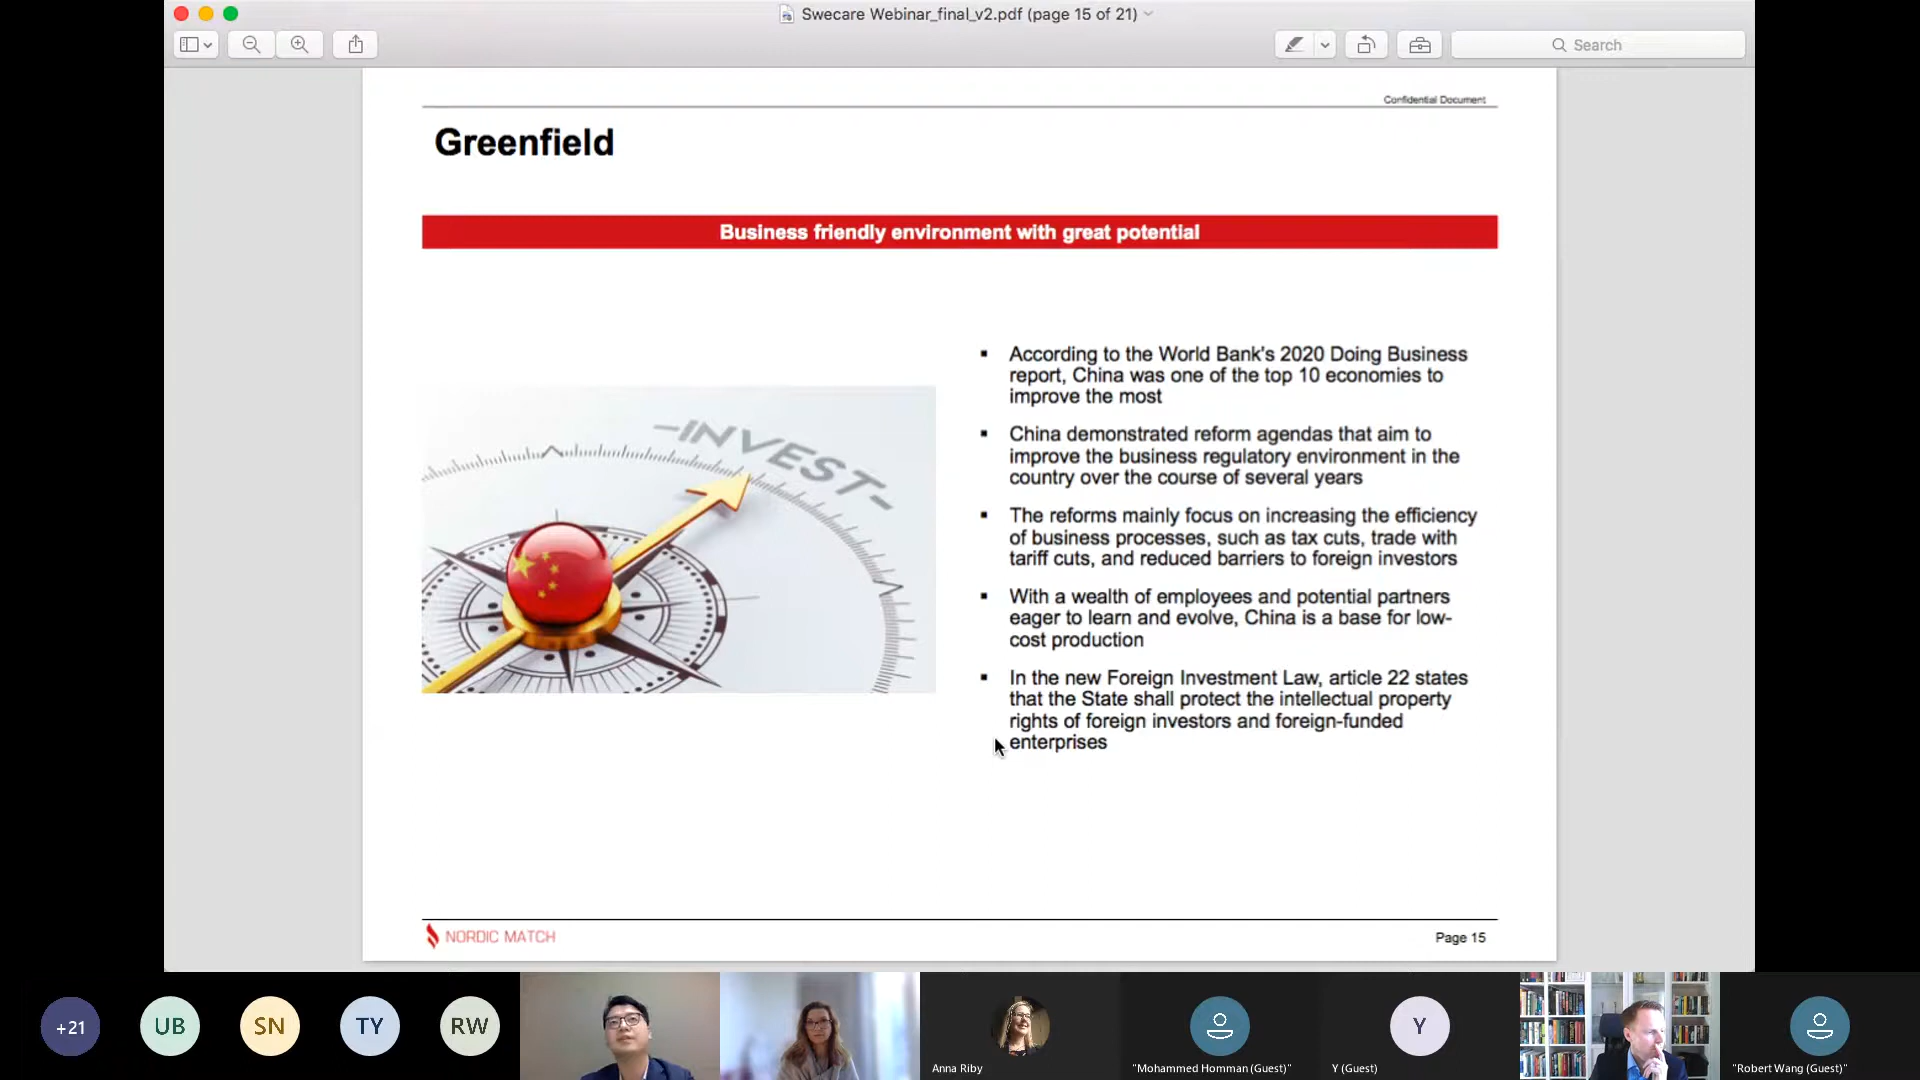 Swecare Webinar_final_v2.pdf (page 15 of 21)
Search
Confidential Document
Greenfield
Business friendly environment with great potential
-INVEST-
▪ According to the World Bank's 2020 Doing Business
report, China was one of the top 10 economies to
improve the most
▪ China demonstrated reform agendas that aim to
improve the business regulatory environment in the
country over the course of several years
▪ The reforms mainly focus on increasing the efficiency
of business processes, such as tax cuts, trade with
tariff cuts, and reduced barriers to foreign investors
▪ With a wealth of employees and potential partners
eager to learn and evolve, China is a base for low-
cost production
▪ In the new Foreign Investment Law, article 22 states
that the State shall protect the intellectual property
rights of foreign investors and foreign-funded
enterprises
NORDIC MATCH
Page 15
+21
UB
SN
TY
RW
Anna Riby
"Mohammed Homman (Guest)"
Y
Y (Guest)
"Robert Wang (Guest)"